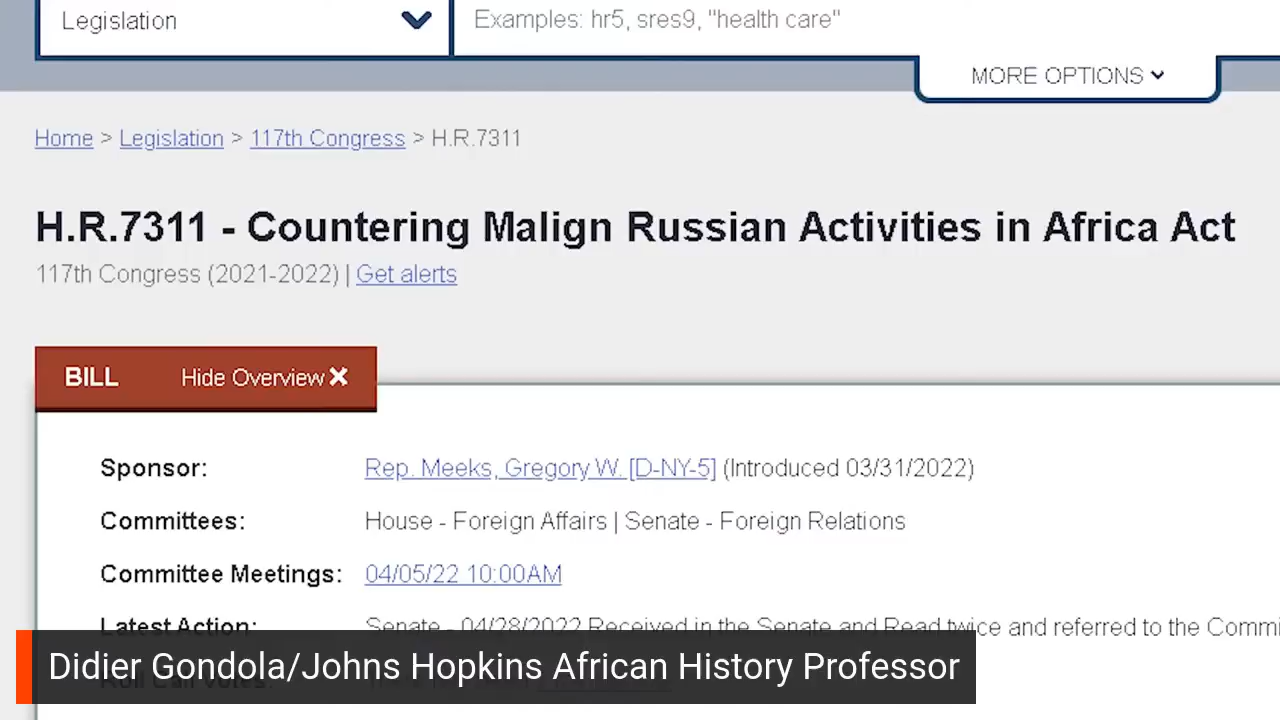 Legislation
Examples: hr5, sres9, "health care"
MORE OPTIONS
Home > Legislation > 117th Congress > H.R.7311
H.R.7311 - Countering Malign Russian Activities in Africa Act
117th Congress (2021-2022) | Get alerts
BILL Hide Overview
Sponsor: Rep. Meeks, Gregory W. [D-NY-5] (Introduced 03/31/2022)
Committees: House - Foreign Affairs | Senate - Foreign Relations
Committee Meetings: 04/05/22 10:00AM
Latest Action: Senate - 04/28/2022 Received in the Senate and Read twice and referred to the Commi
Didier Gondola/Johns Hopkins African History Professor
Roll Call Votes: